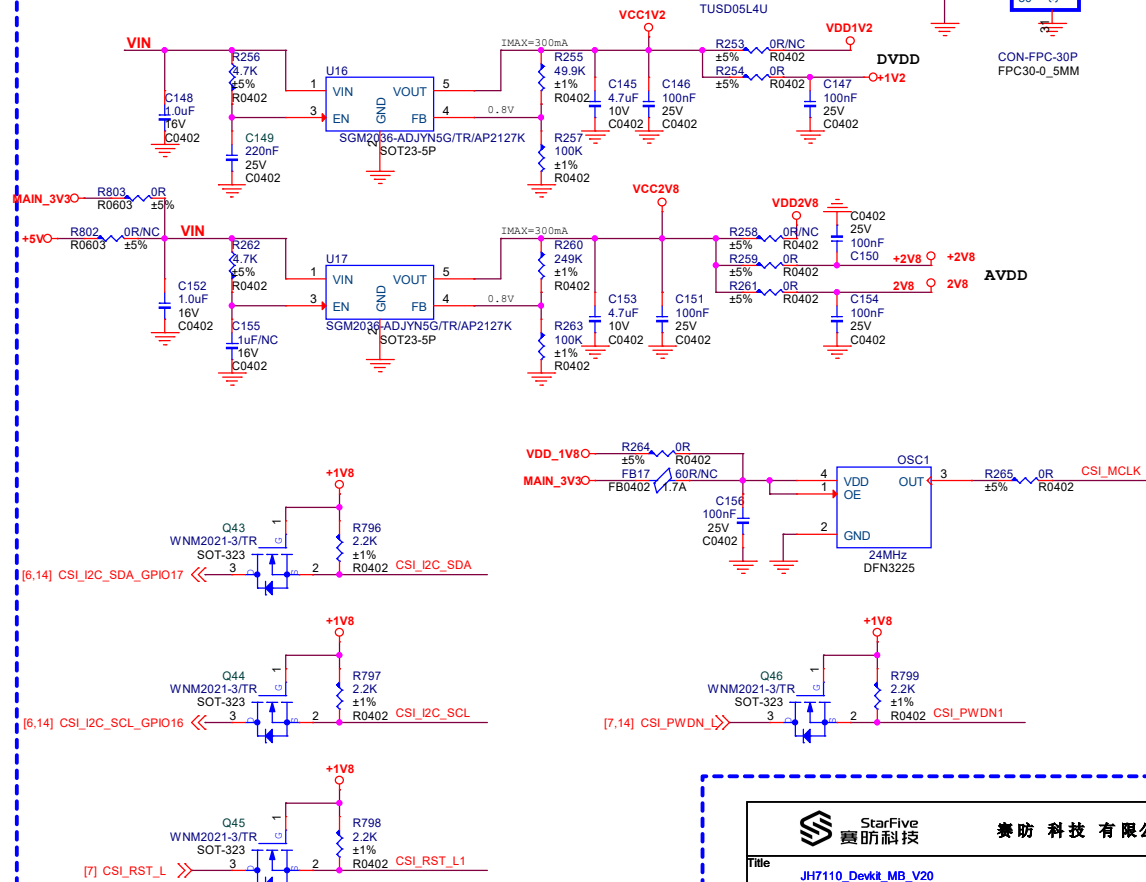 TUSD05L4U
31
CON-FPC-30P
FPC30-0_5MM
VIN
R256
4.7K
±5%
R0402
C148
1.0uF
16V
C0402
C149
220nF
25V
C0402
U16
1 VIN VOUT 5
3 EN GND FB 4
2
SGM2036-ADJYN5G/TR/AP2127K
SOT23-5P
IMAX=300mA
0.8V
R255
49.9K
±1%
R0402
R257
100K
±1%
R0402
C145
4.7uF
10V
C0402
VCC1V2
C146
100nF
25V
C0402
R253 0R/NC
±5% R0402
R254 0R
±5% R0402
VDD1V2
DVDD
+1V2
C147
100nF
25V
C0402
MAIN_3V3 R803 0R
R0603 ±5%
+5V R802 0R/NC
R0603 ±5%
VIN
C152
1.0uF
16V
C0402
R262
4.7K
±5%
R0402
C155
1uF/NC
16V
C0402
U17
1 VIN VOUT 5
3 EN GND FB 4
2
SGM2036-ADJYN5G/TR/AP2127K
SOT23-5P
IMAX=300mA
0.8V
R260
249K
±1%
R0402
R263
100K
±1%
R0402
C153
4.7uF
10V
C0402
VCC2V8
C151
100nF
25V
C0402
VDD2V8
R258 0R/NC
±5% R0402
R259 0R
±5% R0402
R261 0R
±5% R0402
C0402
25V
100nF
C150
+2V8 +2V8
2V8 2V8
AVDD
C154
100nF
25V
C0402
VDD_1V8 R264 0R
±5% R0402
MAIN_3V3 FB17 60R/NC
FB0402 1.7A
C156
100nF
25V
C0402
OSC1
4 VDD OUT 3
1 OE
2 GND
24MHz
DFN3225
R265 0R
±5% R0402
CSI_MCLK
+1V8
Q43
WNM2021-3/TR
SOT-323
1
G
D S
3 2
R796
2.2K
±1%
R0402
[6,14] CSI_I2C_SDA_GPIO17
CSI_I2C_SDA
+1V8
Q44
WNM2021-3/TR
SOT-323
1
G
D S
3 2
R797
2.2K
±1%
R0402
[6,14] CSI_I2C_SCL_GPIO16
CSI_I2C_SCL
+1V8
Q46
WNM2021-3/TR
SOT-323
1
G
D S
3 2
R799
2.2K
±1%
R0402
[7,14] CSI_PWDN_L
CSI_PWDN1
+1V8
Q45
WNM2021-3/TR
SOT-323
1
G
3 2
R798
2.2K
±1%
R0402
[7] CSI_RST_L
CSI_RST_L1
StarFive
赛昉科技
赛昉 科技 有限
Title
JH7110_Devkit_MB_V20